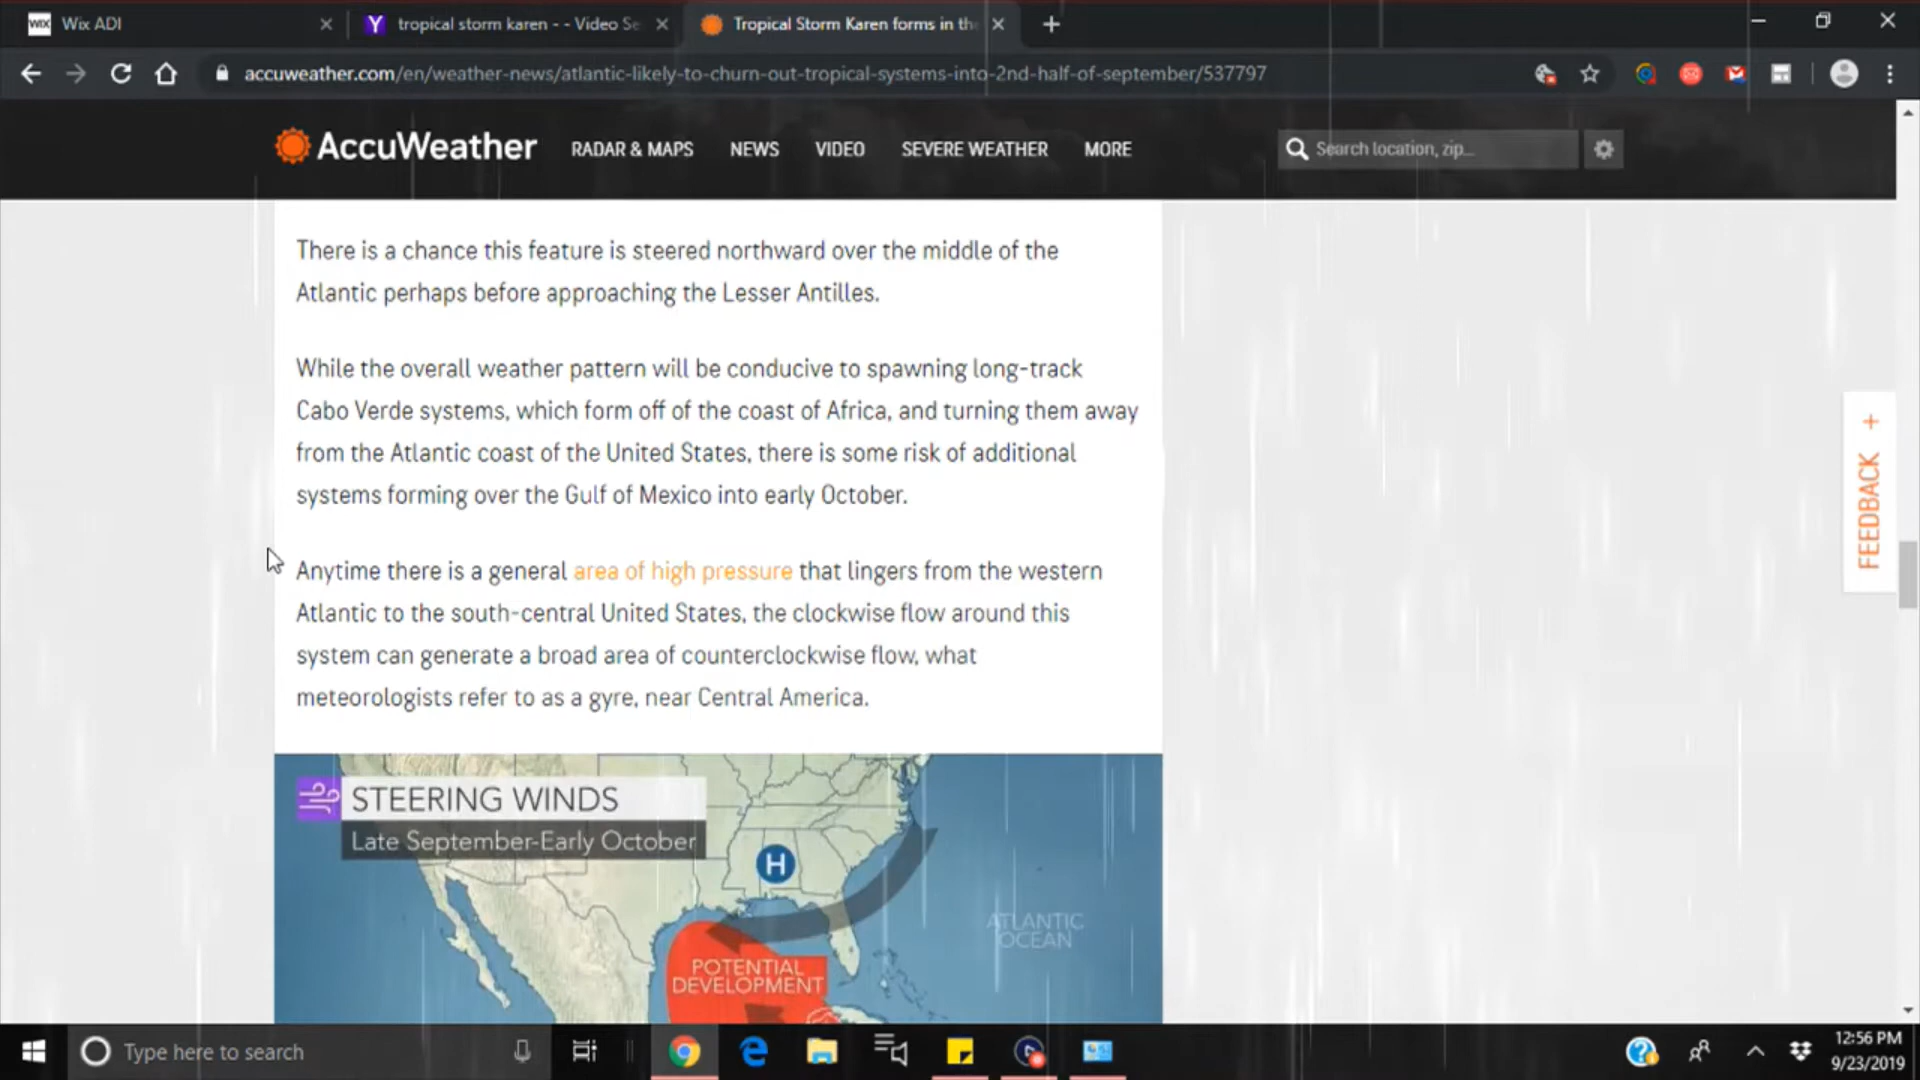 WIX Wix ADI
Y tropical storm karen - - Video Se
Tropical Storm Karen forms in the
accuweather.com/en/weather-news/atlantic-likely-to-churn-out-tropical-systems-into-2nd-half-of-september/537797
AccuWeather
RADAR & MAPS NEWS VIDEO SEVERE WEATHER MORE
Search location, zip...
There is a chance this feature is steered northward over the middle of the
Atlantic perhaps before approaching the Lesser Antilles.
While the overall weather pattern will be conducive to spawning long-track
Cabo Verde systems, which form off of the coast of Africa, and turning them away
from the Atlantic coast of the United States, there is some risk of additional
systems forming over the Gulf of Mexico into early October.
Anytime there is a general area of high pressure that lingers from the western
Atlantic to the south-central United States, the clockwise flow around this
system can generate a broad area of counterclockwise flow, what
meteorologists refer to as a gyre, near Central America.
FEEDBACK +
STEERING WINDS
Late September-Early October
H
ATLANTIC
OCEAN
POTENTIAL
DEVELOPMENT
Type here to search
12:56 PM
9/23/2019